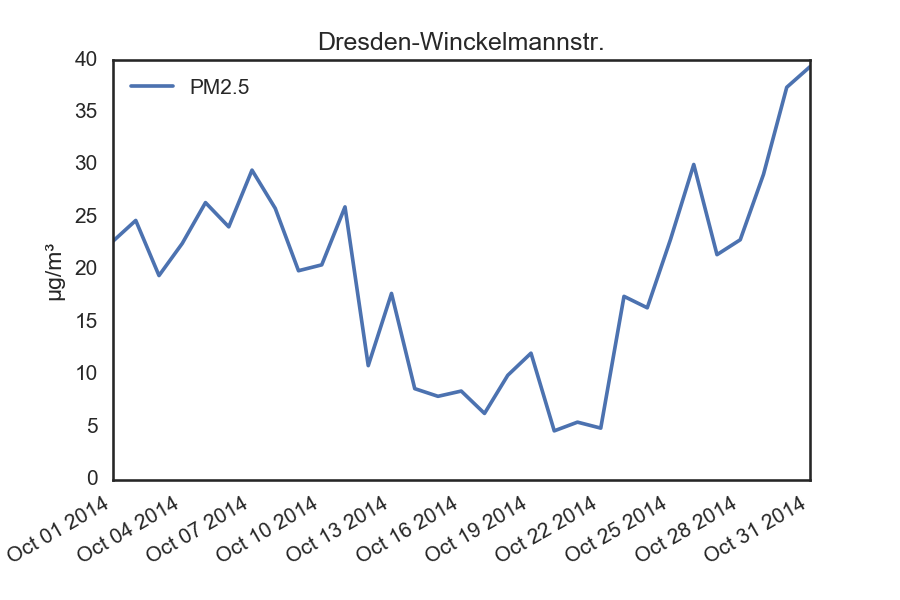 Dresden-Winckelmannstr.
PM2.5
µg/m³
40
35
30
25
20
15
10
5
0
Oct 01 2014
Oct 04 2014
Oct 07 2014
Oct 10 2014
Oct 13 2014
Oct 16 2014
Oct 19 2014
Oct 22 2014
Oct 25 2014
Oct 28 2014
Oct 31 2014